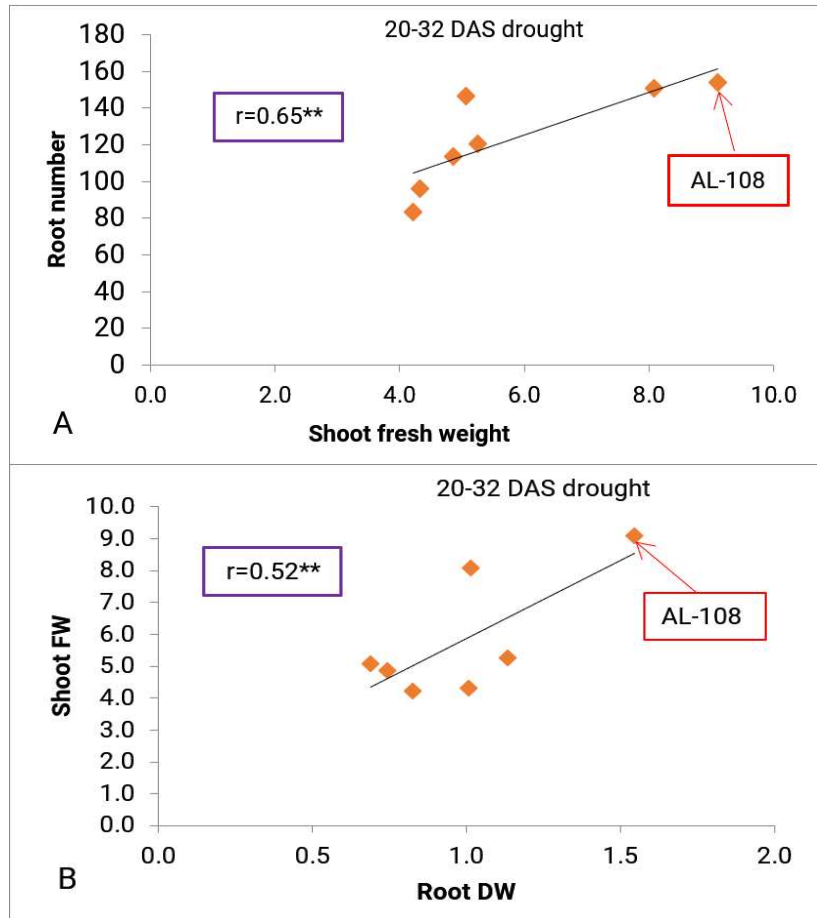 20-32 DAS drought
180
160
140
120
100
80
60
40
20
0
Root number
r=0.65**
AL-108
0.0 2.0 4.0 6.0 8.0 10.0
A
Shoot fresh weight
20-32 DAS drought
10.0
9.0
8.0
7.0
6.0
5.0
4.0
3.0
2.0
1.0
0.0
Shoot FW
r=0.52**
AL-108
0.0 0.5 1.0 1.5 2.0
B
Root DW